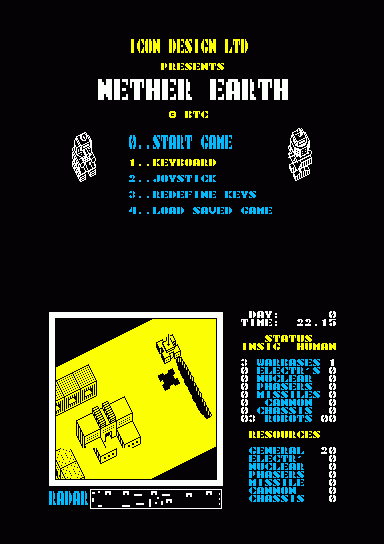 ICON DESIGN LTD
PRESENTS
NETHER EARTH
© RTC
0..START GAME
1..KEYBOARD
2..JOYSTICK
3..REDEFINE KEYS
4..LOAD SAVED GAME
DAY: 0
TIME: 22.15
STATUS
INSIG HUMAN
3 WARBASES 1
0 ELECTR'S 0
0 NUCLEAR 0
0 PHASERS 0
0 MISSILES 0
0 CANNON 0
0 CHASSIS 0
03 ROBOTS 00
RESOURCES
GENERAL 20
ELECTR' 0
NUCLEAR 0
PHASERS 0
MISSILE 0
CANNON 0
CHASSIS 0
RADAR